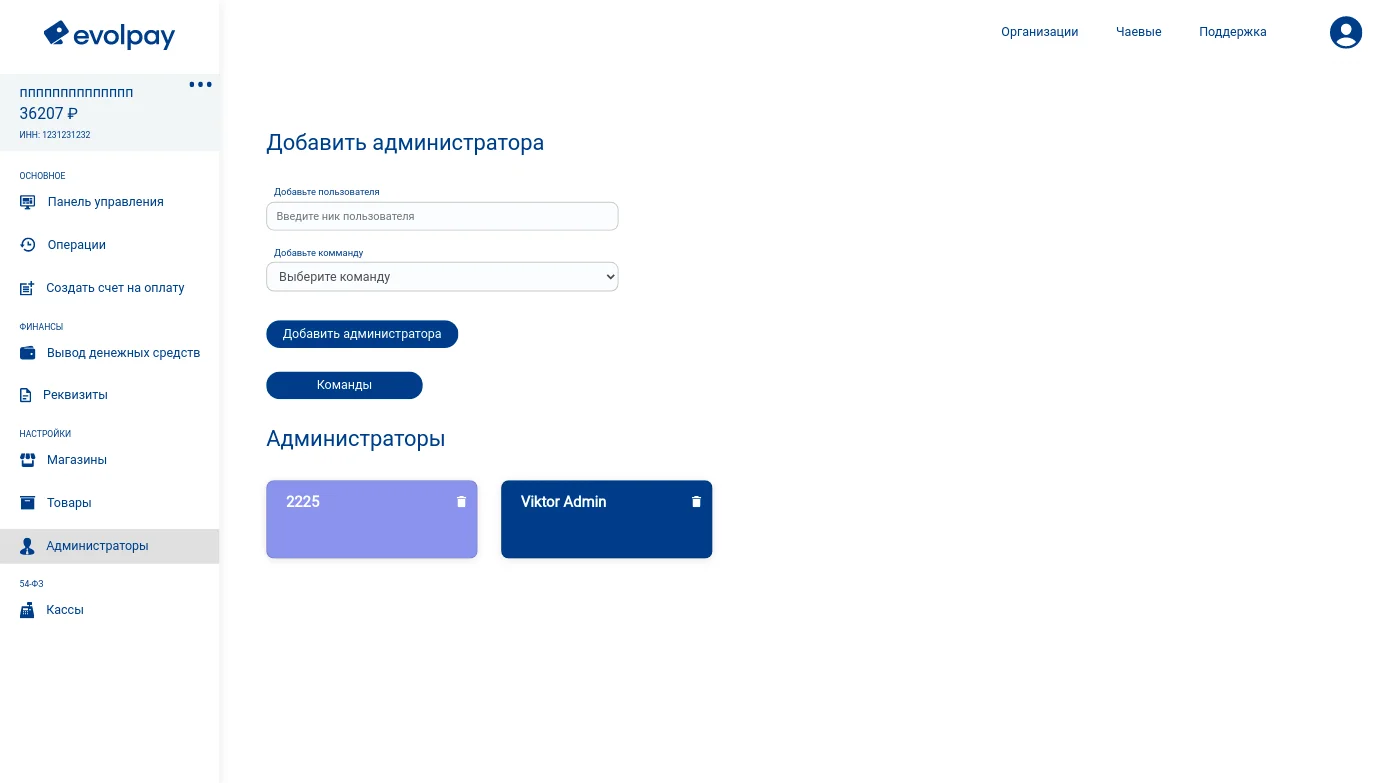 evolpay
Организации
Чаевые
Поддержка
пппппппппппппп
36207 ₽
ИНН: 1231231232
ОСНОВНОЕ
Панель управления
Операции
Создать счет на оплату
ФИНАНСЫ
Вывод денежных средств
Реквизиты
НАСТРОЙКИ
Магазины
Товары
Администраторы
54-ФЗ
Кассы
Добавить администратора
Добавьте пользователя
Введите ник пользователя
Добавьте комманду
Выберите команду
Добавить администратора
Команды
Администраторы
2225
Viktor Admin